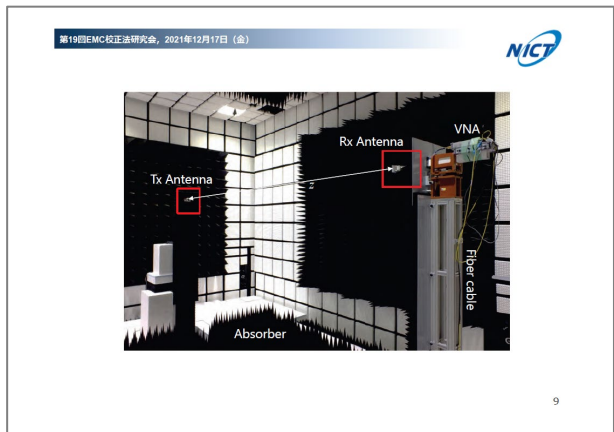 第19回EMC校正法研究会，2021年12月17日（金）
NICT
VNA
Rx Antenna
Tx Antenna
z
Fiber cable
Absorber
9